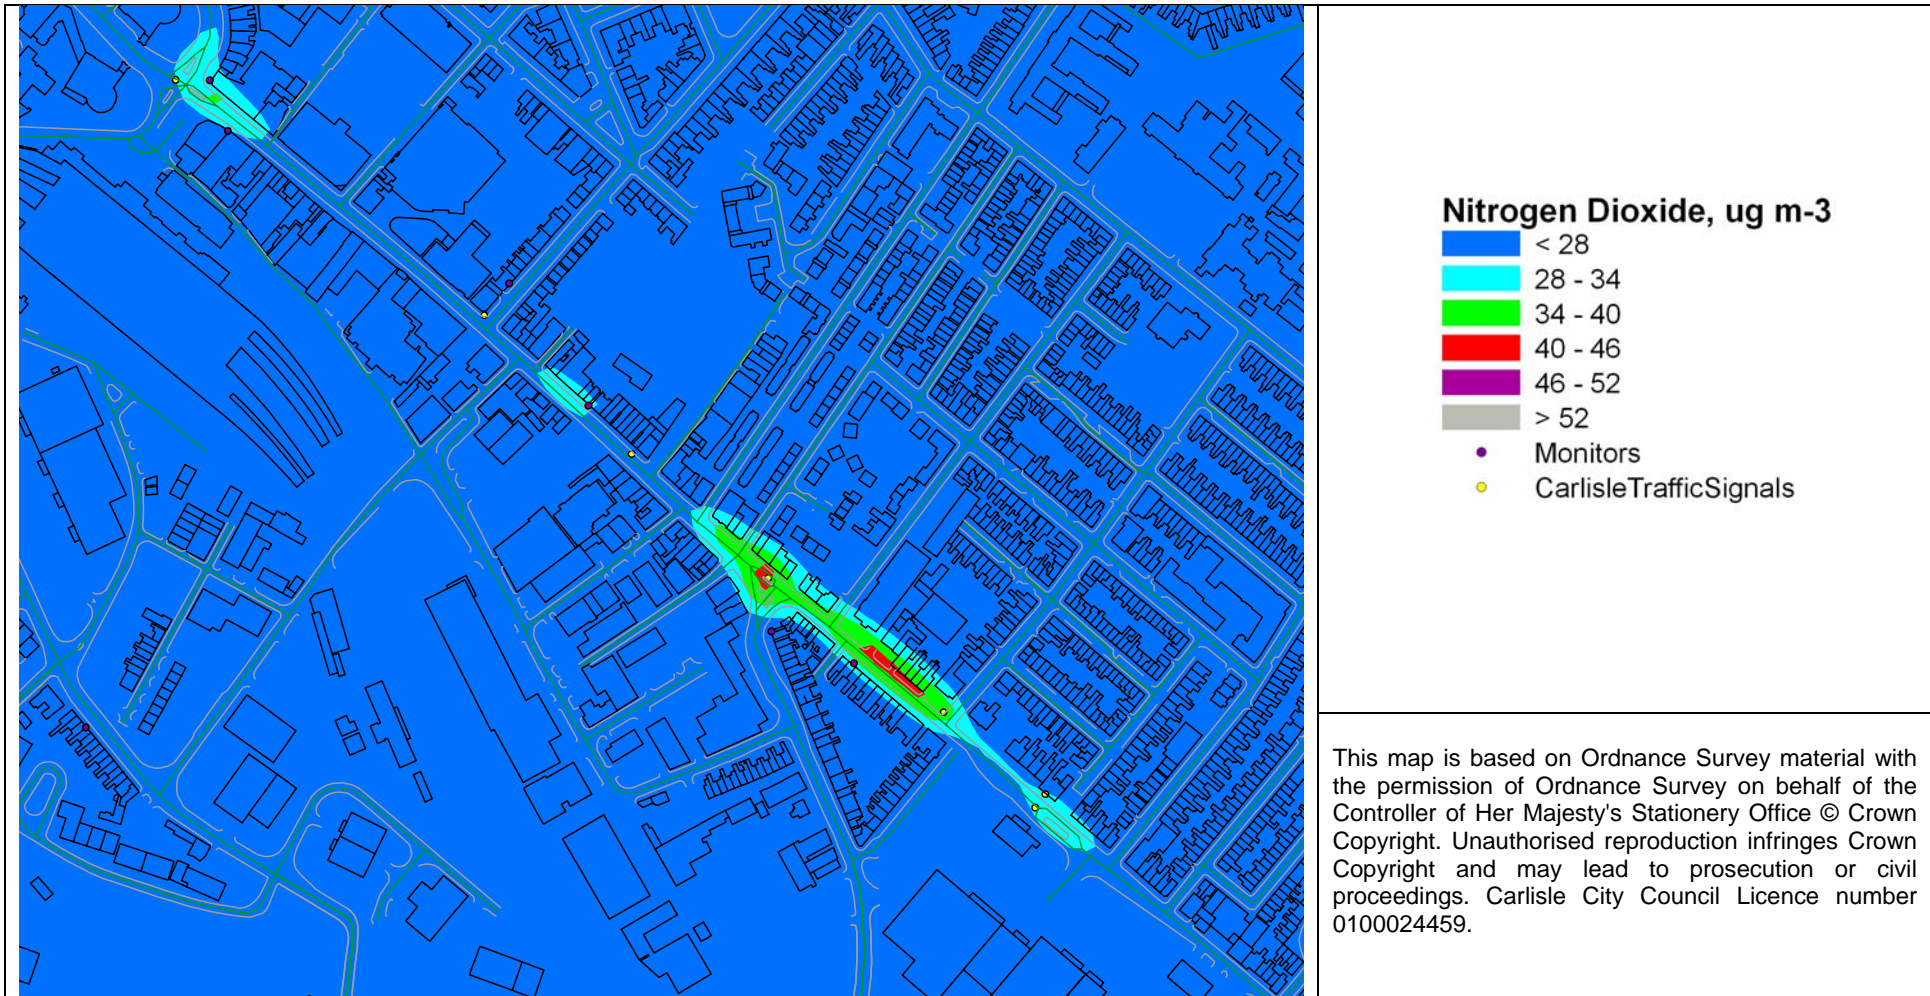 Nitrogen Dioxide, ug m-3
< 28
28 - 34
34 - 40
40 - 46
46 - 52
> 52
Monitors
CarlisleTrafficSignals
This map is based on Ordnance Survey material with
the permission of Ordnance Survey on behalf of the
Controller of Her Majesty's Stationery Office © Crown
Copyright. Unauthorised reproduction infringes Crown
Copyright and may lead to prosecution or civil
proceedings. Carlisle City Council Licence number
0100024459.